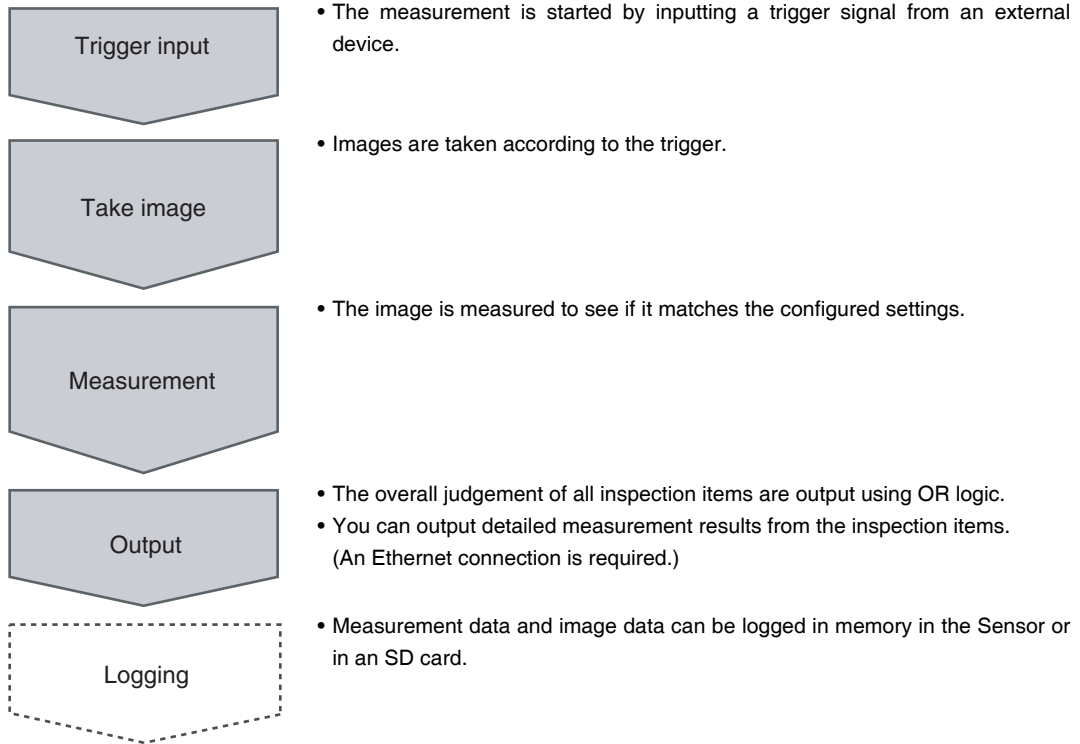 Trigger input
• The measurement is started by inputting a trigger signal from an external
device.
Take image
• Images are taken according to the trigger.
Measurement
• The image is measured to see if it matches the configured settings.
Output
• The overall judgement of all inspection items are output using OR logic.
• You can output detailed measurement results from the inspection items.
(An Ethernet connection is required.)
Logging
• Measurement data and image data can be logged in memory in the Sensor or
in an SD card.